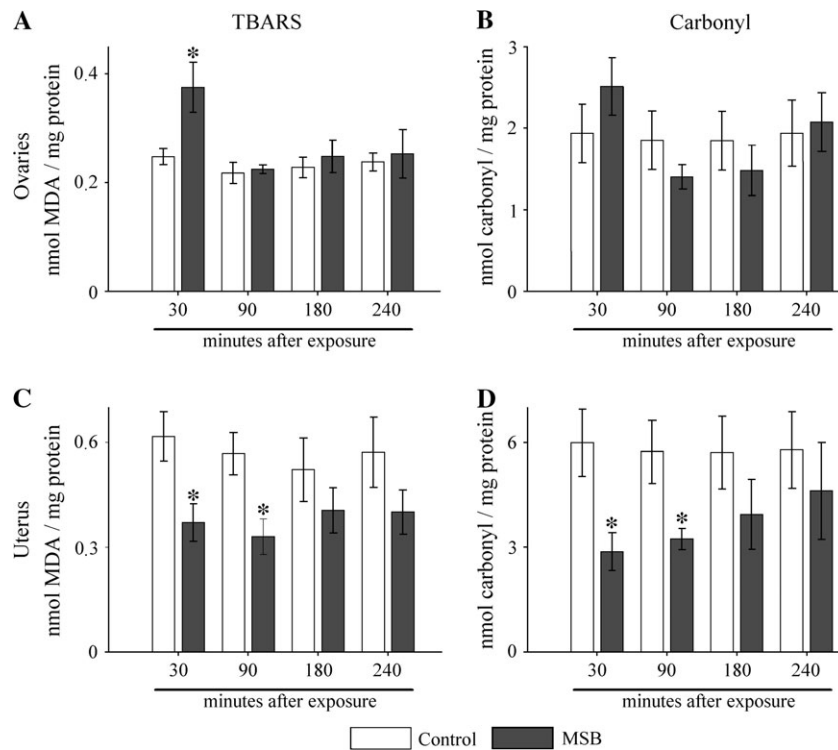 A
TBARS
B
Carbonyl
Ovaries
nmol MDA / mg protein
0.4
0.2
0
*
30 90 180 240
minutes after exposure
nmol carbonyl / mg protein
3
2
1
0
30 90 180 240
minutes after exposure
C
Uterus
nmol MDA / mg protein
0.6
0.3
0
* *
30 90 180 240
minutes after exposure
D
nmol carbonyl / mg protein
6
3
0
* *
30 90 180 240
minutes after exposure
Control MSB